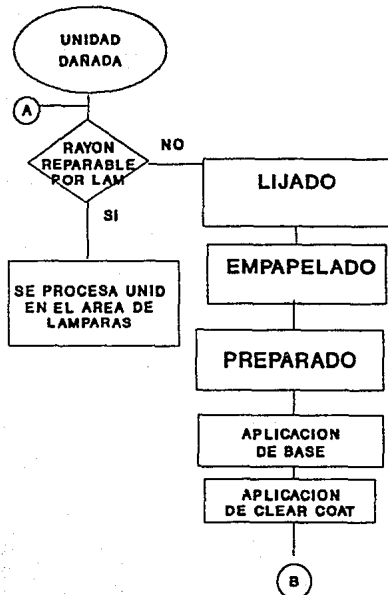 UNIDAD
DAÑADA
A
RAYON
REPARABLE
POR LAM
NO
SI
LIJADO
EMPAPELADO
SE PROCESA UNID
EN EL AREA DE
LAMPARAS
PREPARADO
APLICACION
DE BASE
APLICACION
DE CLEAR COAT
B